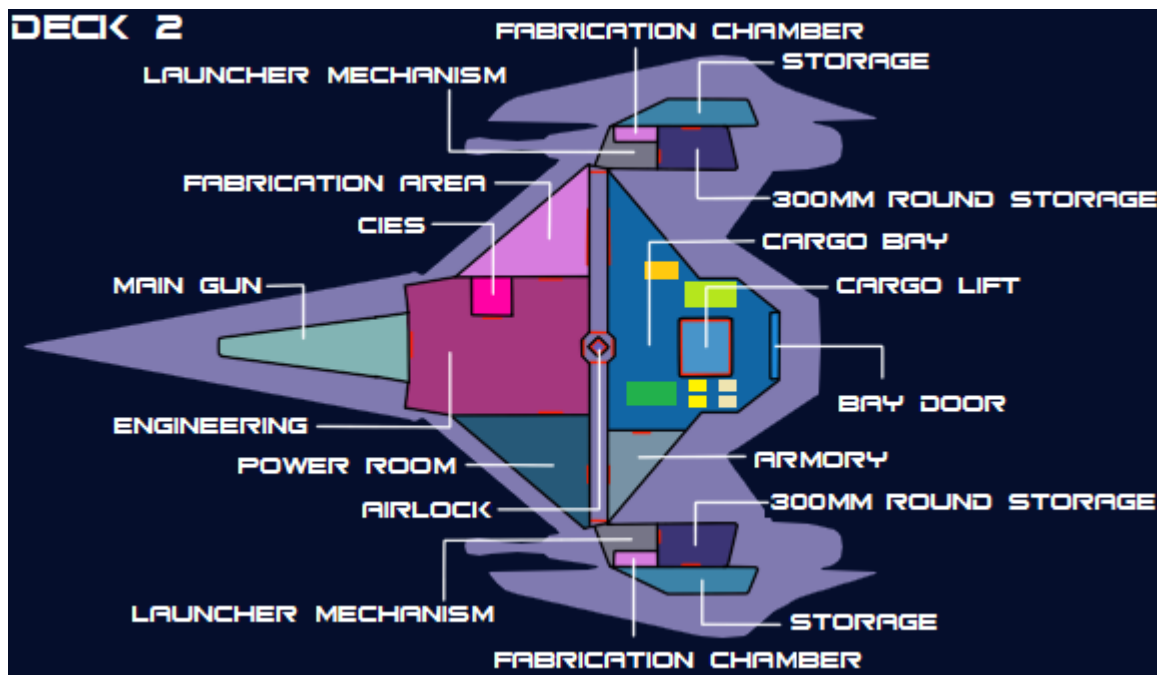 DECK 2
FABRICATION CHAMBER
STORAGE
LAUNCHER MECHANISM
FABRICATION AREA
300MM ROUND STORAGE
CIES
CARGO BAY
MAIN GUN
CARGO LIFT
BAY DOOR
ENGINEERING
POWER ROOM
ARMORY
300MM ROUND STORAGE
AIRLOCK
LAUNCHER MECHANISM
STORAGE
FABRICATION CHAMBER